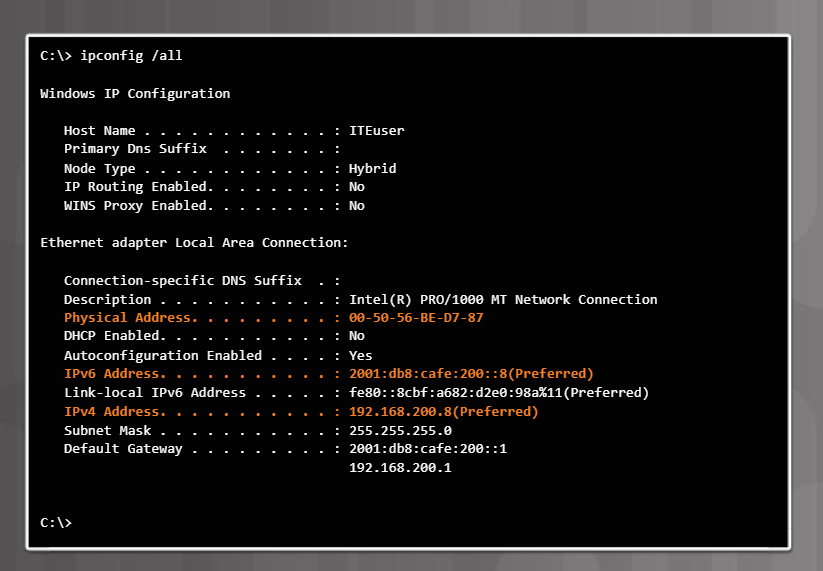 C:\> ipconfig /all
Windows IP Configuration
Host Name . . . . . . . . . . . . : ITEuser
Primary Dns Suffix  . . . . . . . :
Node Type . . . . . . . . . . . . : Hybrid
IP Routing Enabled. . . . . . . . : No
WINS Proxy Enabled. . . . . . . . : No
Ethernet adapter Local Area Connection:
Connection-specific DNS Suffix  . :
Description . . . . . . . . . . . : Intel(R) PRO/1000 MT Network Connection
Physical Address. . . . . . . . . : 00-50-56-BE-D7-87
DHCP Enabled. . . . . . . . . . . : No
Autoconfiguration Enabled . . . . : Yes
IPv6 Address. . . . . . . . . . . : 2001:db8:cafe:200::8(Preferred)
Link-local IPv6 Address . . . . . : fe80::8cbf:a682:d2e0:98a%11(Preferred)
IPv4 Address. . . . . . . . . . . : 192.168.200.8(Preferred)
Subnet Mask . . . . . . . . . . . : 255.255.255.0
Default Gateway . . . . . . . . . : 2001:db8:cafe:200::1
192.168.200.1
C:\>